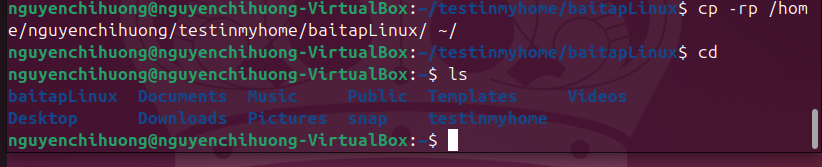 nguyenchihuong@nguyenchihuong-VirtualBox:~/testinmyhome/baitapLinux$ cp -rp /hom
e/nguyenchihuong/testinmyhome/baitapLinux/ ~/
nguyenchihuong@nguyenchihuong-VirtualBox:~/testinmyhome/baitapLinux$ cd
nguyenchihuong@nguyenchihuong-VirtualBox:~$ ls
baitapLinux  Documents  Music     Public  Templates     Videos
Desktop      Downloads  Pictures  snap    testinmyhome
nguyenchihuong@nguyenchihuong-VirtualBox:~$